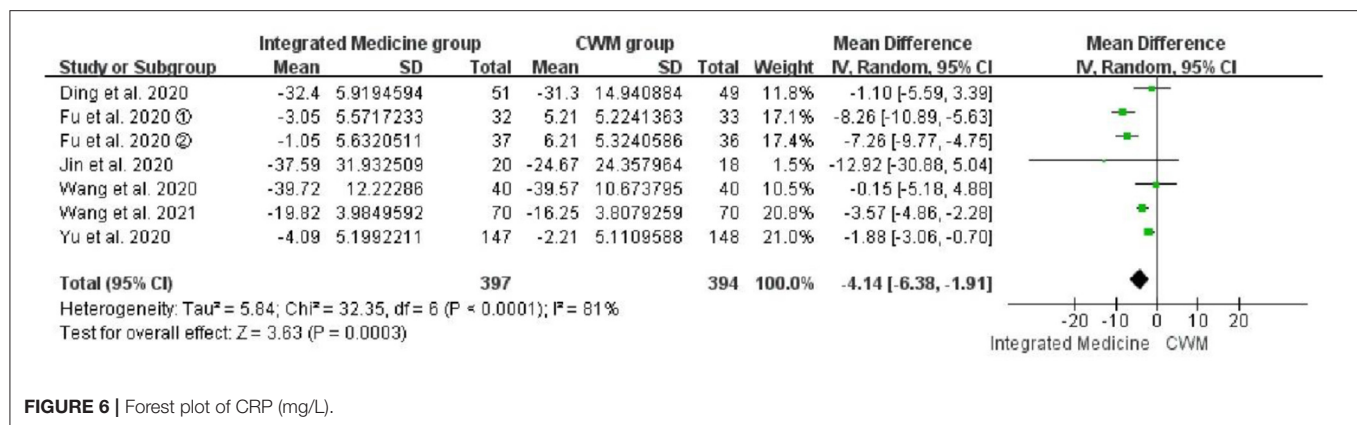 Integrated Medicine group CWM group Mean Difference Mean Difference
Study or Subgroup Mean SD Total Mean SD Total Weight IV, Random, 95% CI IV, Random, 95% CI
Ding et al. 2020 -32.4 5.9194594 51 -31.3 14.940884 49 11.8% -1.10 [-5.59, 3.39]
Fu et al. 2020 ① -3.05 5.5717233 32 5.21 5.2241363 33 17.1% -8.26 [-10.89, -5.63]
Fu et al. 2020 ② -1.05 5.6320511 37 6.21 5.3240586 36 17.4% -7.26 [-9.77, -4.75]
Jin et al. 2020 -37.59 31.932509 20 -24.67 24.357964 18 1.5% -12.92 [-30.88, 5.04]
Wang et al. 2020 -39.72 12.22286 40 -39.57 10.673795 40 10.5% -0.15 [-5.18, 4.88]
Wang et al. 2021 -19.82 3.9849592 70 -16.25 3.8079259 70 20.8% -3.57 [-4.86, -2.28]
Yu et al. 2020 -4.09 5.1992211 147 -2.21 5.1109588 148 21.0% -1.88 [-3.06, -0.70]
Total (95% CI) 397 394 100.0% -4.14 [-6.38, -1.91]
Heterogeneity: Tau² = 5.84; Chi² = 32.35, df = 6 (P < 0.0001); I² = 81%
Test for overall effect: Z = 3.63 (P = 0.0003)
-20 -10 0 10 20
Integrated Medicine CWM
FIGURE 6 | Forest plot of CRP (mg/L).